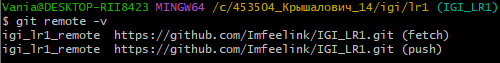 Vania@DESKTOP-RII8423 MINGW64 /c/453504_Крышалович_14/igi/lr1 (IGI_LR1)
$ git remote -v
igi_lr1_remote  https://github.com/Imfeelink/IGI_LR1.git (fetch)
igi_lr1_remote  https://github.com/Imfeelink/IGI_LR1.git (push)